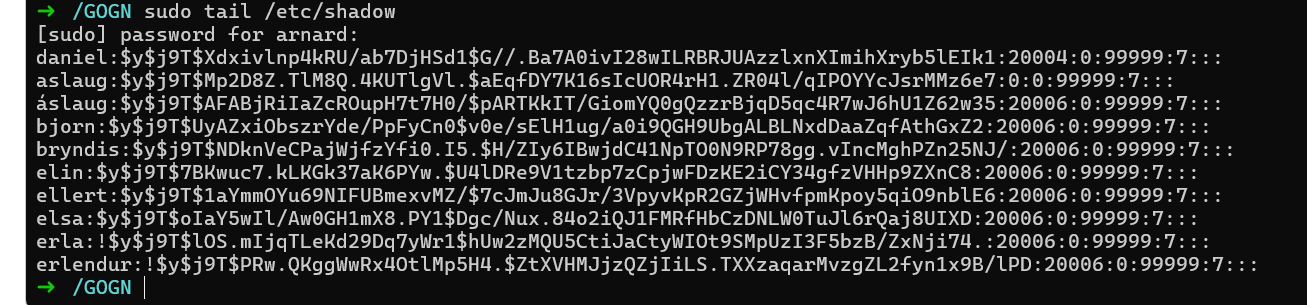 ➜ /GOGN sudo tail /etc/shadow
[sudo] password for arnard:
daniel:$y$j9T$Xdxivlnp4kRU/ab7DjHSd1$G//.Ba7A0ivI28wILRBRJUAzzlxnXImihXryb5lEIk1:20004:0:99999:7:::
aslaug:$y$j9T$Mp2D8Z.TlM8Q.4KUTlgVl.$aEqfDY7K16sIcUOR4rH1.ZR04l/qIPOYYcJsrMMz6e7:0:0:99999:7:::
áslaug:$y$j9T$AFABjRiIaZcROupH7t7H0/$pARTKkIT/GiomYQ0gQzzrBjqD5qc4R7wJ6hU1Z62w35:20006:0:99999:7:::
bjorn:$y$j9T$UyAZxiObszrYde/PpFyCn0$v0e/sElH1ug/a0i9QGH9UbgALBLNxdDaaZqfAthGxZ2:20006:0:99999:7:::
bryndis:$y$j9T$NDknVeCPajWjfzYfi0.I5.$H/ZIy6IBwjdC41NpTO0N9RP78gg.vIncMghPZn25NJ/:20006:0:99999:7:::
elin:$y$j9T$7BKwuc7.kLKGk37aK6PYw.$U4lDRe9V1tzbp7zCpjwFDzKE2iCY34gfzVHHp9ZXnC8:20006:0:99999:7:::
ellert:$y$j9T$1aYmmOYu69NIFUBmexvMZ/$7cJmJu8GJr/3VpyvKpR2GZjWHvfpmKpoy5qiO9nblE6:20006:0:99999:7:::
elsa:$y$j9T$oIaY5wIl/Aw0GH1mX8.PY1$Dgc/Nux.84o2iQJ1FMRfHbCzDNLW0TuJl6rQaj8UIXD:20006:0:99999:7:::
erla:!$y$j9T$lOS.mIjqTLeKd29Dq7yWr1$hUw2zMQU5CtiJaCtyWIOt9SMpUzI3F5bzB/ZxNji74.:20006:0:99999:7:::
erlendur:!$y$j9T$PRw.QKggWwRx4OtlMp5H4.$ZtXVHMJjzQZjIiLS.TXXzaqarMvzgZL2fyn1x9B/lPD:20006:0:99999:7:::
➜ /GOGN